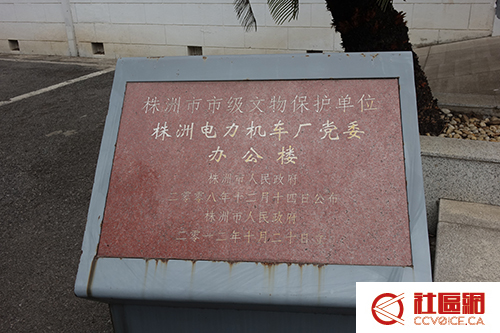 株洲市市级文物保护单位
株洲电力机车厂党委
办公楼
株洲市人民政府
二零零八年十二月十四日公布
株洲市人民政府
二零一二年十月二十日
社區網
CCVOICE.CA